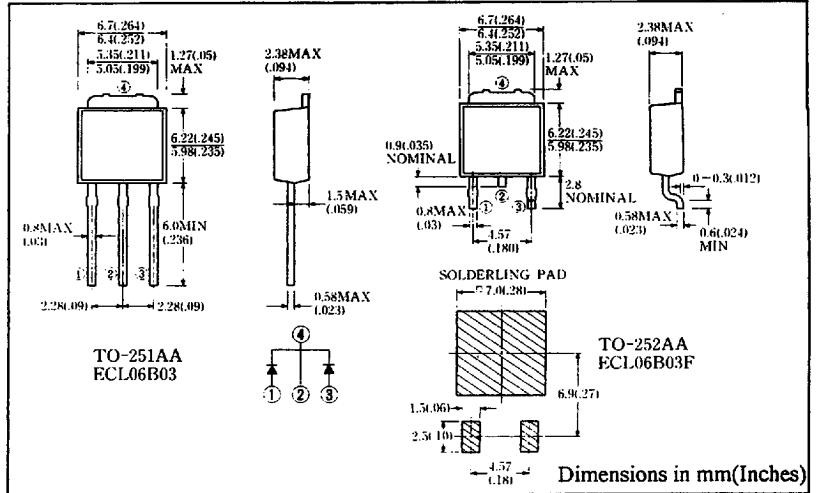 6.7(.264)
6.4(.252)
5.35(.211)
5.05(.199)
1.27(.05)
MAX
④
6.22(.245)
5.98(.235)
0.8MAX
(.03)
6.0MIN
(.236)
① ② ③
2.28(.09) 2.28(.09)
TO-251AA
ECL06B03
2.38MAX
(.094)
1.5MAX
(.059)
0.58MAX
(.023)
④
① ② ③
6.7(.264)
6.4(.252)
5.35(.211)
5.05(.199)
1.27(.05)
MAX
④
6.22(.245)
5.98(.235)
0.9(.035)
NOMINAL
2.8
NOMINAL
0.8MAX
(.03)
① ② ③
4.57
(.180)
2.38MAX
(.094)
0-0.3(.012)
0.58MAX
(.023)
0.6(.024)
MIN
SOLDERLING PAD
7.0(.28)
6.9(.27)
1.5(.06)
2.5(.10)
4.57
(.18)
TO-252AA
ECL06B03F
Dimensions in mm(Inches)